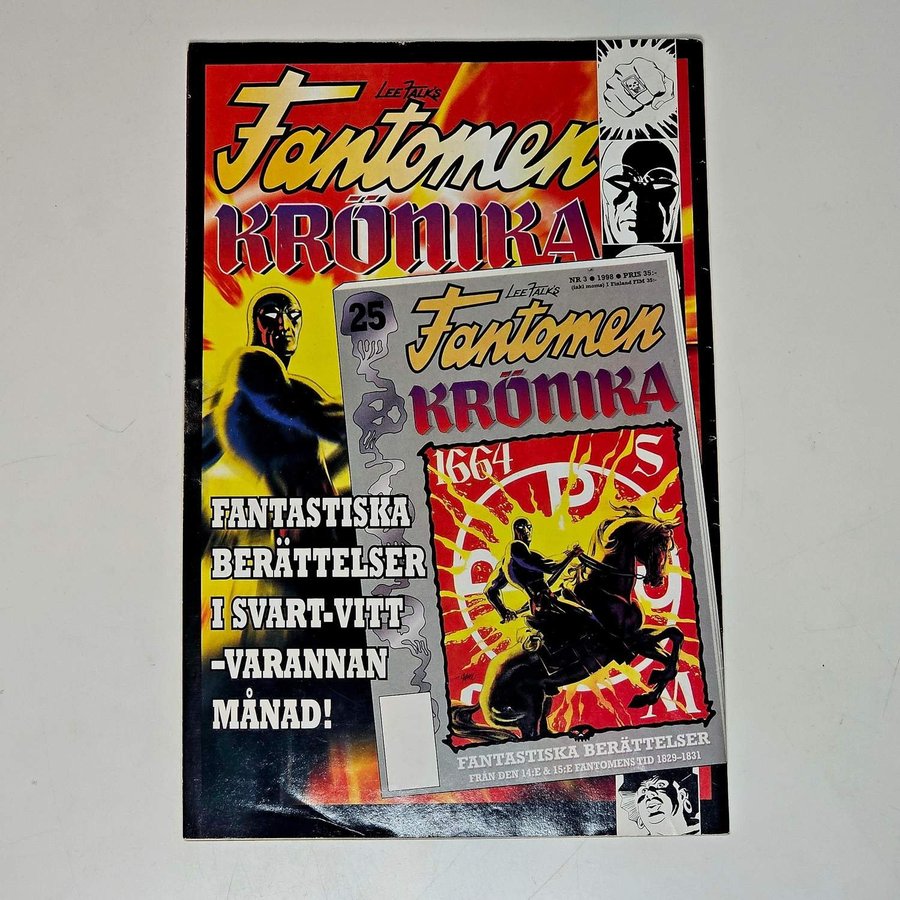 LEE FALK'S
Fantomen
KRÖNIKA
NR 3 ● 1998 ● PRIS 35:-
(inkl moms) I Finland FIM 35:-
25
LEE FALK'S
Fantomen
KRÖNIKA
1664
S
P
M
FANTASTISKA
BERÄTTELSER
I SVART-VITT
-VARANNAN
MÅNAD!
FANTASTISKA BERÄTTELSER
FRÅN DEN 14:E & 15:E FANTOMENS TID 1829–1831